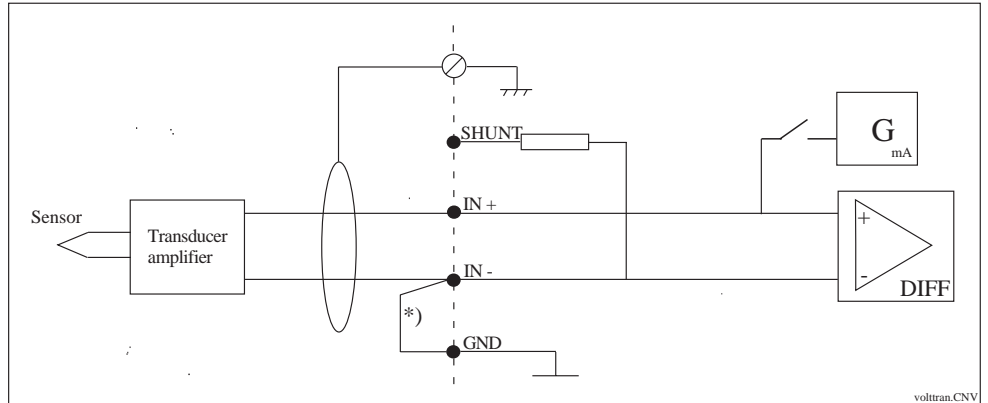 SHUNT
G
mA
Sensor
IN +
Transducer
amplifier
+
IN -
-
DIFF
*)
GND
volttran.CNV